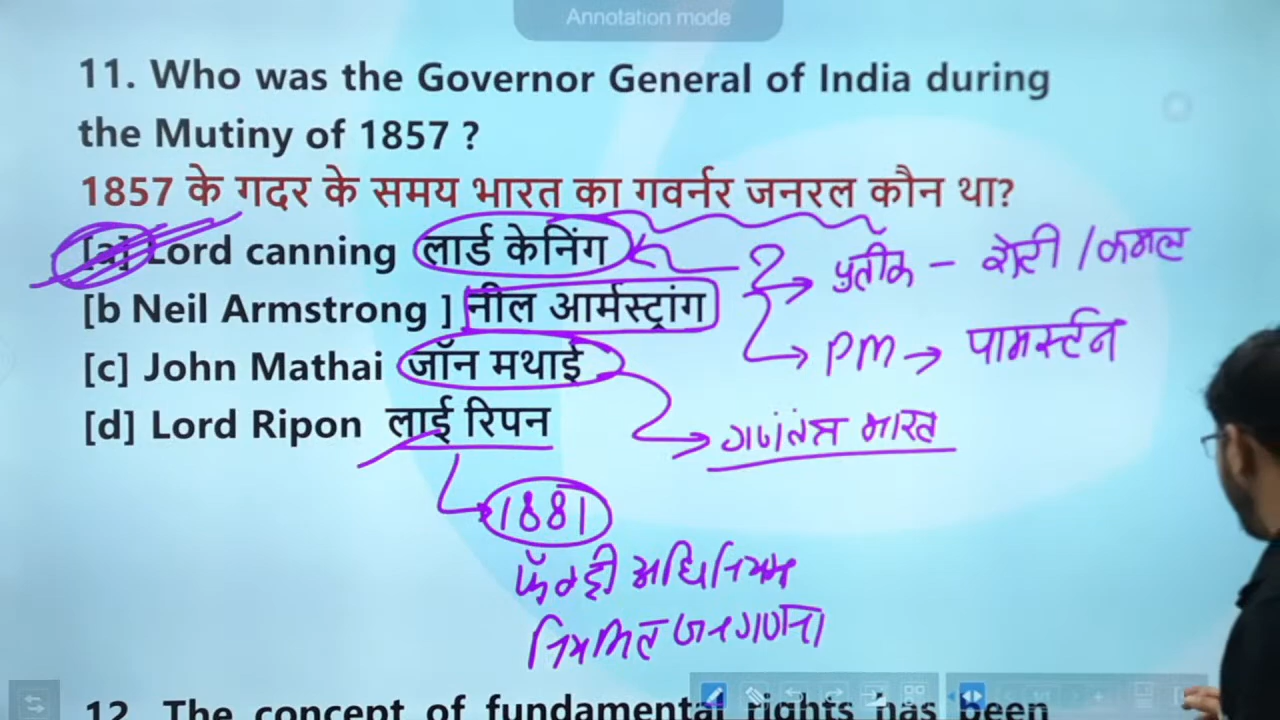 Annotation mode
11. Who was the Governor General of India during
the Mutiny of 1857 ?
1857 के गदर के समय भारत का गवर्नर जनरल कौन था?
[a] Lord canning लार्ड केनिंग
प्रतीक – रोटी / कमल
[b Neil Armstrong ] नील आर्मस्ट्रांग
PM → पामर्स्टन
[c] John Mathai जॉन मथाई
गणतंत्र भारत
[d] Lord Ripon लार्ई रिपन
1881
फैक्ट्री अधिनियम
नियमित जनगणना
12. The concept of fundamental rights has been